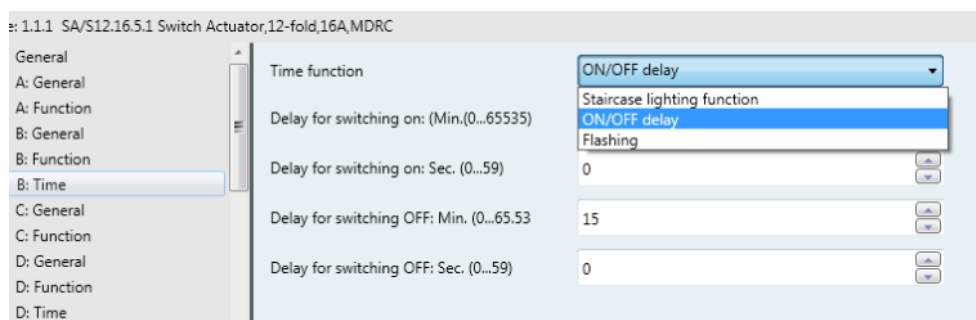 e: 1.1.1 SA/S12.16.5.1 Switch Actuator,12-fold,16A,MDRC
General
A: General
A: Function
B: General
B: Function
B: Time
C: General
C: Function
D: General
D: Function
D: Time
Time function
ON/OFF delay
Staircase lighting function
ON/OFF delay
Flashing
Delay for switching on: (Min.(0...65535)
Delay for switching on: Sec. (0...59)
0
Delay for switching OFF: Min. (0...65.53
15
Delay for switching OFF: Sec. (0...59)
0